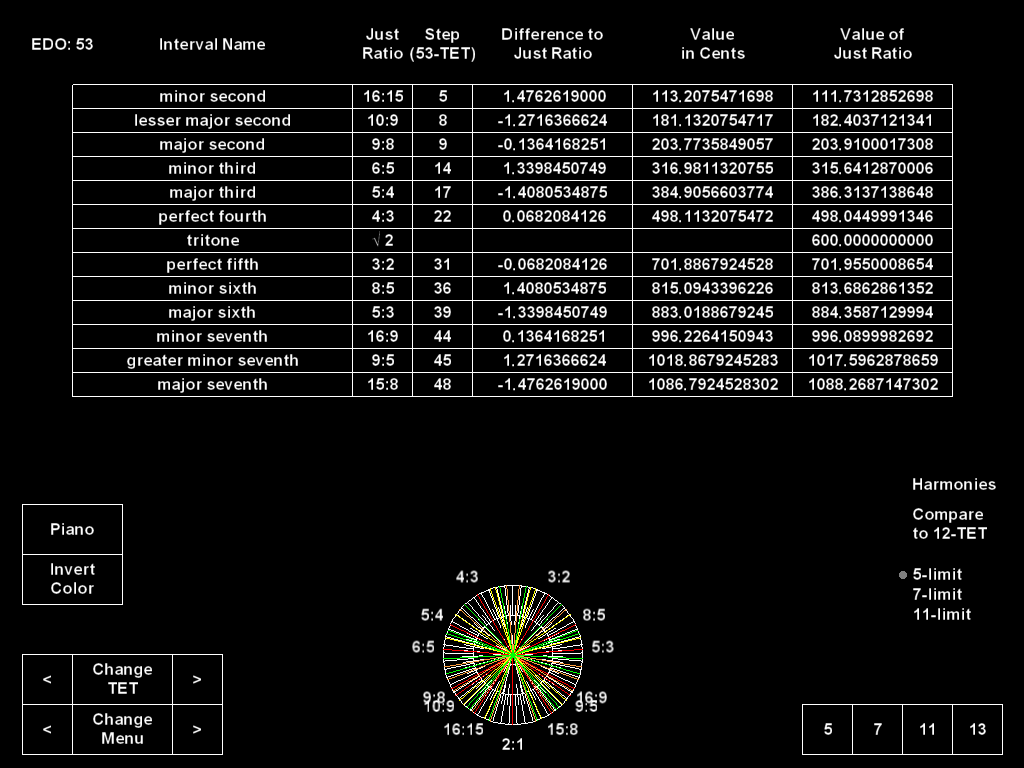 EDO: 53 Interval Name Just Ratio Step (53-TET) Difference to Just Ratio Value in Cents Value of Just Ratio
minor second 16:15 5 1.4762619000 113.2075471698 111.7312852698
lesser major second 10:9 8 -1.2716366624 181.1320754717 182.4037121341
major second 9:8 9 -0.1364168251 203.7735849057 203.9100017308
minor third 6:5 14 1.3398450749 316.9811320755 315.6412870006
major third 5:4 17 -1.4080534875 384.9056603774 386.3137138648
perfect fourth 4:3 22 0.0682084126 498.1132075472 498.0449991346
tritone √ 2 600.0000000000
perfect fifth 3:2 31 -0.0682084126 701.8867924528 701.9550008654
minor sixth 8:5 36 1.4080534875 815.0943396226 813.6862861352
major sixth 5:3 39 -1.3398450749 883.0188679245 884.3587129994
minor seventh 16:9 44 0.1364168251 996.2264150943 996.0899982692
greater minor seventh 9:5 45 1.2716366624 1018.8679245283 1017.5962878659
major seventh 15:8 48 -1.4762619000 1086.7924528302 1088.2687147302
Harmonies
Compare
to 12-TET
5-limit
7-limit
11-limit
Piano
Invert
Color
4:3 3:2
5:4 8:5
6:5 5:3
9:8 16:9
10:9 9:5
16:15 15:8
2:1
< Change TET >
< Change Menu >
5 7 11 13